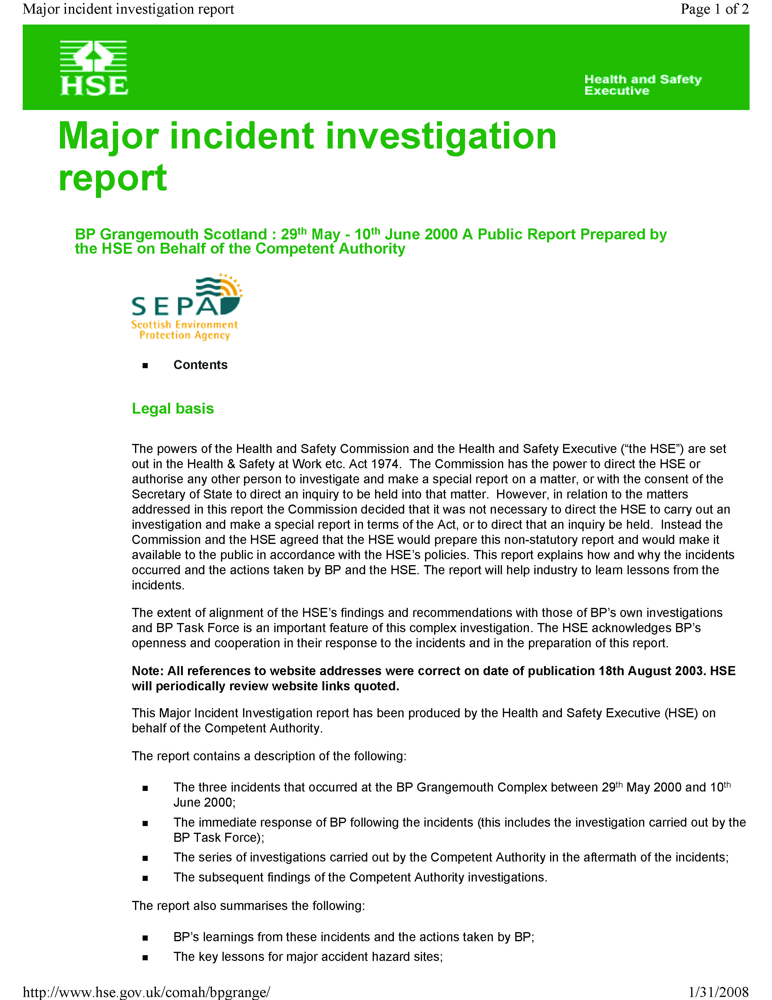 Major incident investigation report
Page 1 of 2
HSE
Health and Safety
Executive
Major incident investigation
report
BP Grangemouth Scotland : 29th May - 10th June 2000 A Public Report Prepared by
the HSE on Behalf of the Competent Authority
SEPA
Scottish Environment
Protection Agency
■ Contents
Legal basis
The powers of the Health and Safety Commission and the Health and Safety Executive (“the HSE”) are set
out in the Health & Safety at Work etc. Act 1974.  The Commission has the power to direct the HSE or
authorise any other person to investigate and make a special report on a matter, or with the consent of the
Secretary of State to direct an inquiry to be held into that matter.  However, in relation to the matters
addressed in this report the Commission decided that it was not necessary to direct the HSE to carry out an
investigation and make a special report in terms of the Act, or to direct that an inquiry be held.  Instead the
Commission and the HSE agreed that the HSE would prepare this non-statutory report and would make it
available to the public in accordance with the HSE’s policies. This report explains how and why the incidents
occurred and the actions taken by BP and the HSE. The report will help industry to learn lessons from the
incidents.
The extent of alignment of the HSE’s findings and recommendations with those of BP’s own investigations
and BP Task Force is an important feature of this complex investigation. The HSE acknowledges BP’s
openness and cooperation in their response to the incidents and in the preparation of this report.
Note: All references to website addresses were correct on date of publication 18th August 2003. HSE
will periodically review website links quoted.
This Major Incident Investigation report has been produced by the Health and Safety Executive (HSE) on
behalf of the Competent Authority.
The report contains a description of the following:
■ The three incidents that occurred at the BP Grangemouth Complex between 29th May 2000 and 10th
June 2000;
■ The immediate response of BP following the incidents (this includes the investigation carried out by the
BP Task Force);
■ The series of investigations carried out by the Competent Authority in the aftermath of the incidents;
■ The subsequent findings of the Competent Authority investigations.
The report also summarises the following:
■ BP’s learnings from these incidents and the actions taken by BP;
■ The key lessons for major accident hazard sites;
http://www.hse.gov.uk/comah/bpgrange/
1/31/2008